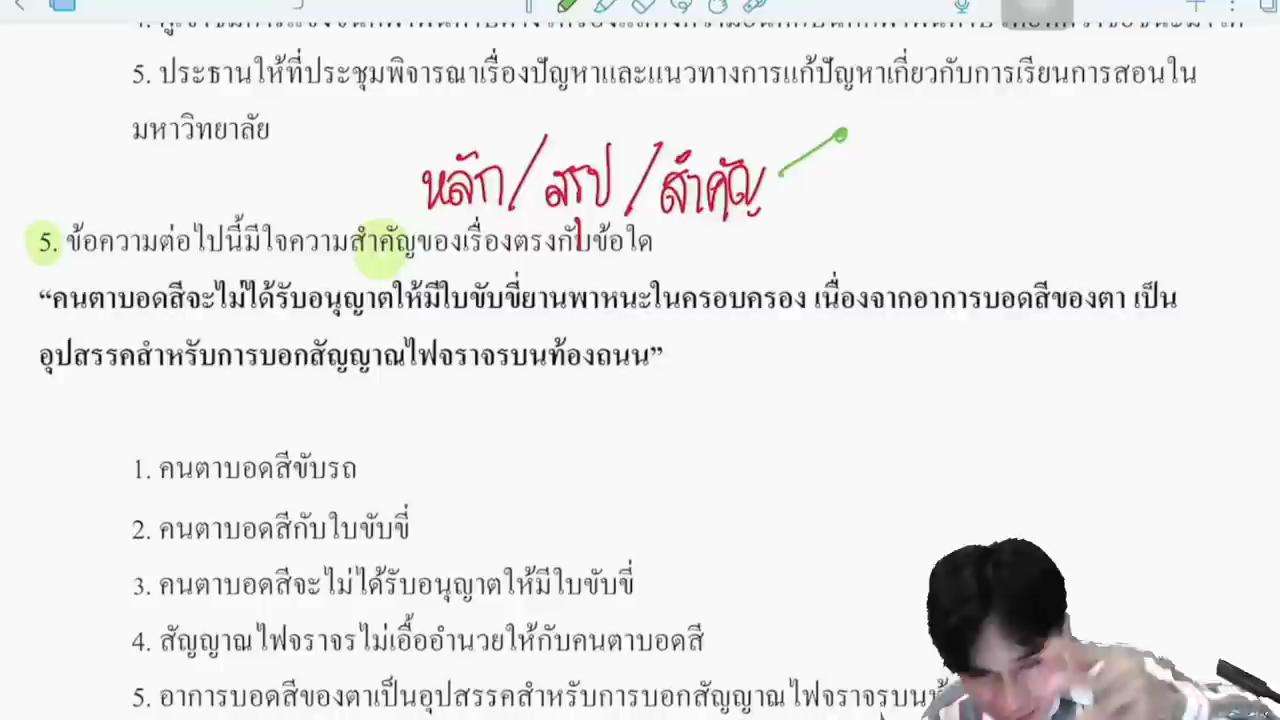 5. ประธานให้ที่ประชุมพิจารณาเรื่องปัญหาและแนวทางการแก้ปัญหาเกี่ยวกับการเรียนการสอนใน
มหาวิทยาลัย
หลัก/สรุป/สำคัญ
5. ข้อความต่อไปนี้มีใจความสำคัญของเรื่องตรงกับข้อใด
“คนตาบอดสีจะไม่ได้รับอนุญาตให้มีใบขับขี่ยานพาหนะในครอบครอง เนื่องจากอาการบอดสีของตา เป็น
อุปสรรคสำหรับการบอกสัญญาณไฟจราจรบนท้องถนน”
1. คนตาบอดสีขับรถ
2. คนตาบอดสีกับใบขับขี่
3. คนตาบอดสีจะไม่ได้รับอนุญาตให้มีใบขับขี่
4. สัญญาณไฟจราจรไม่เอื้ออำนวยให้กับคนตาบอดสี
5. อาการบอดสีของตาเป็นอุปสรรคสำหรับการบอกสัญญาณไฟจราจรบน